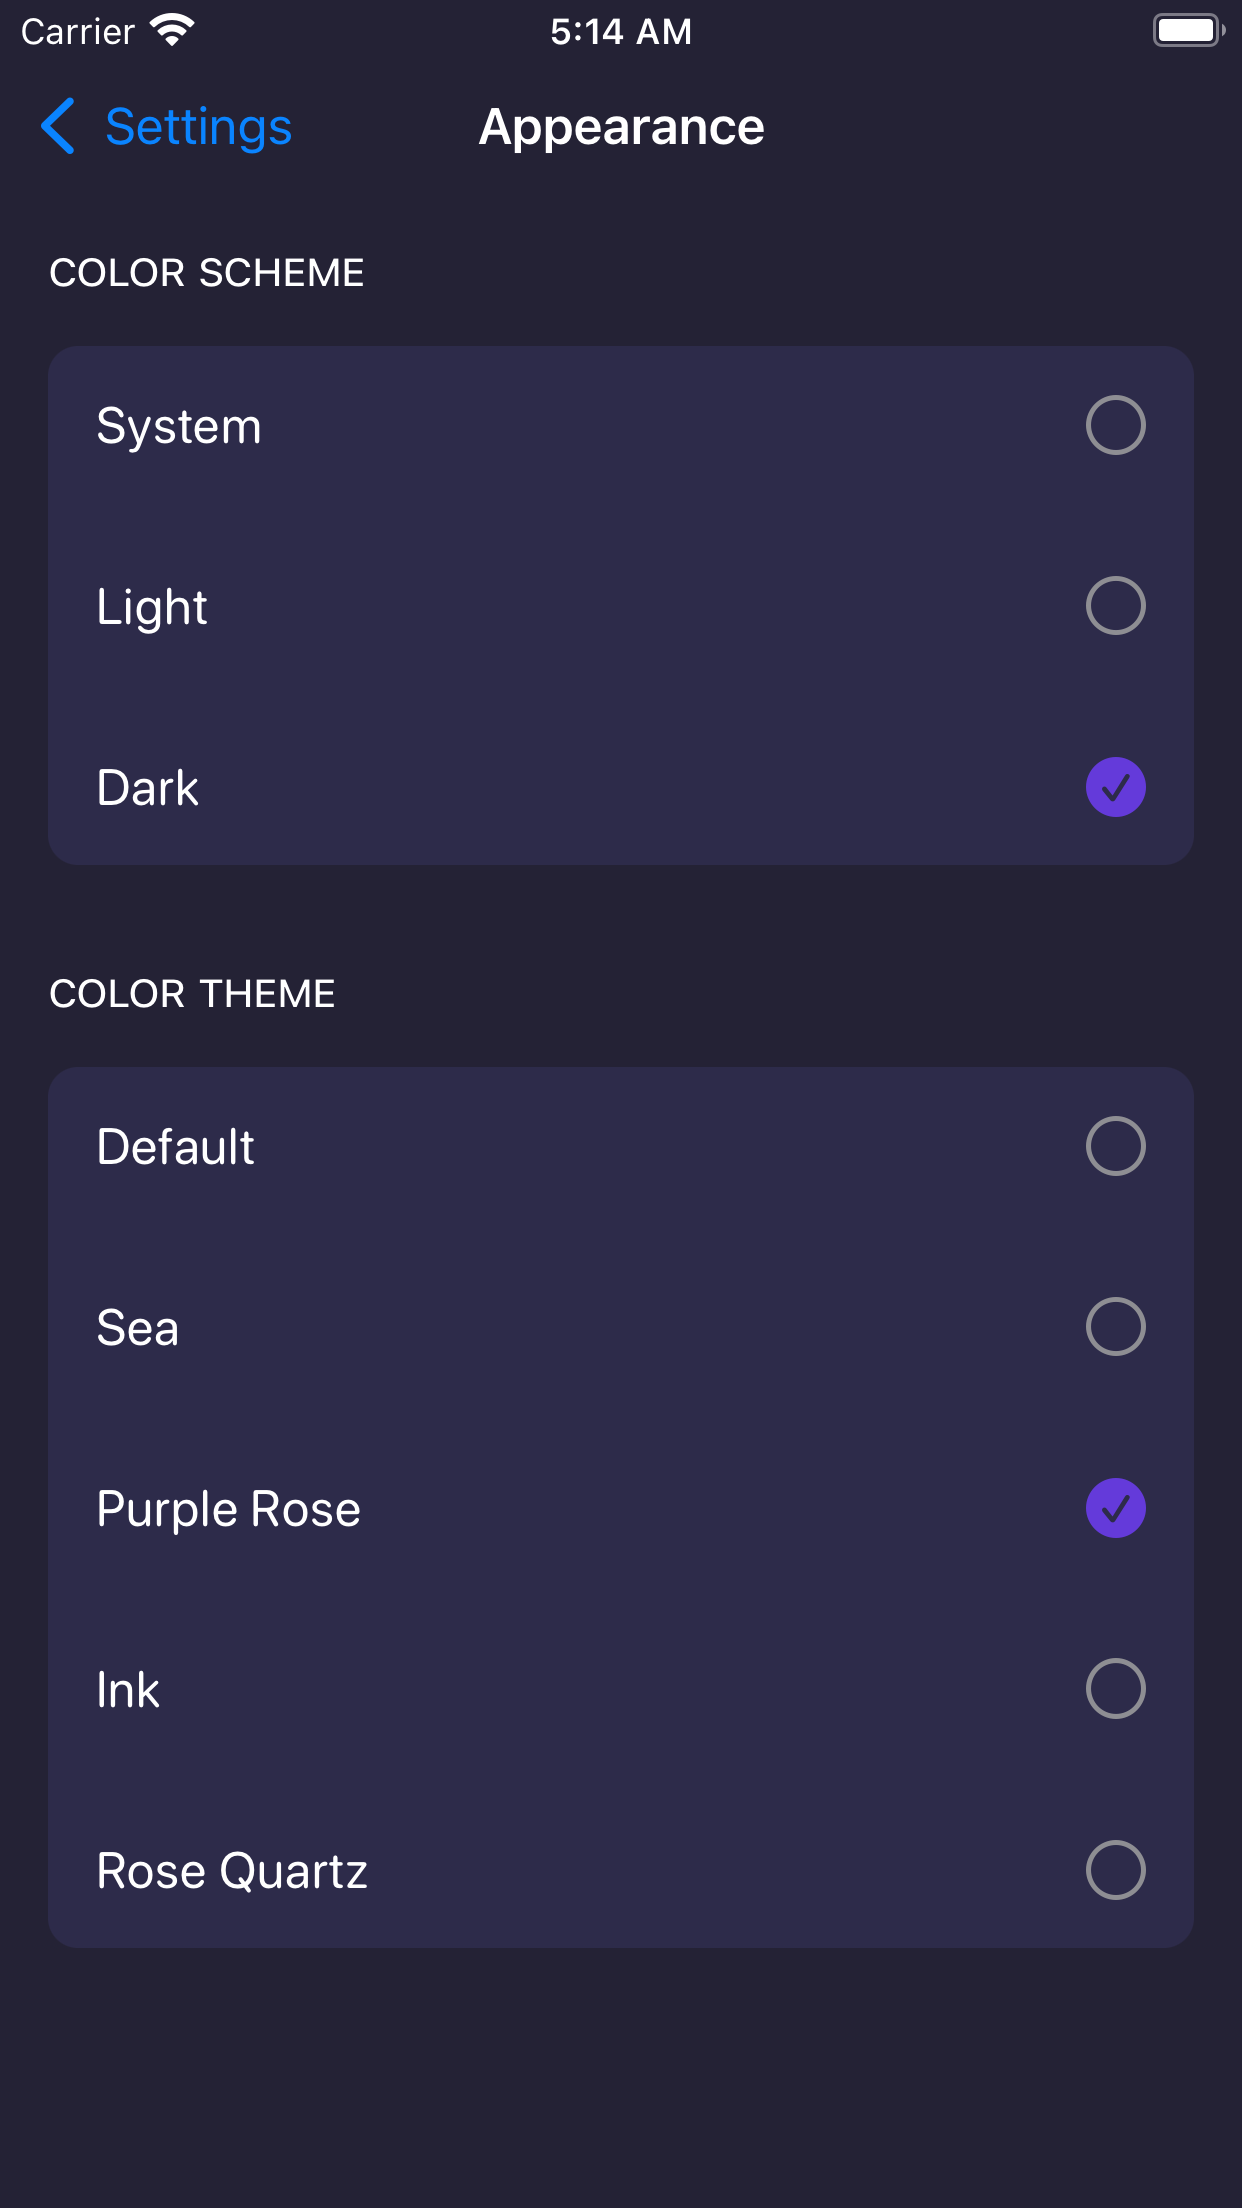 Carrier 5:14 AM
Settings Appearance
COLOR SCHEME
System
Light
Dark
COLOR THEME
Default
Sea
Purple Rose
Ink
Rose Quartz